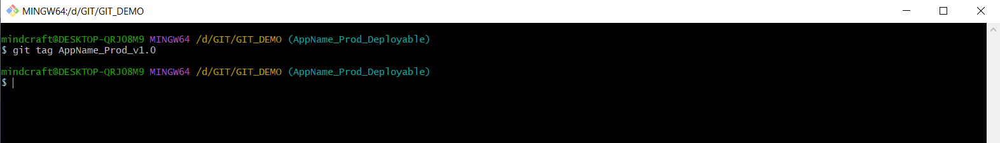 MINGW64:/d/GIT/GIT_DEMO
mindcraft@DESKTOP-QRJO8M9 MINGW64 /d/GIT/GIT_DEMO (AppName_Prod_Deployable)
$ git tag AppName_Prod_v1.0
mindcraft@DESKTOP-QRJO8M9 MINGW64 /d/GIT/GIT_DEMO (AppName_Prod_Deployable)
$